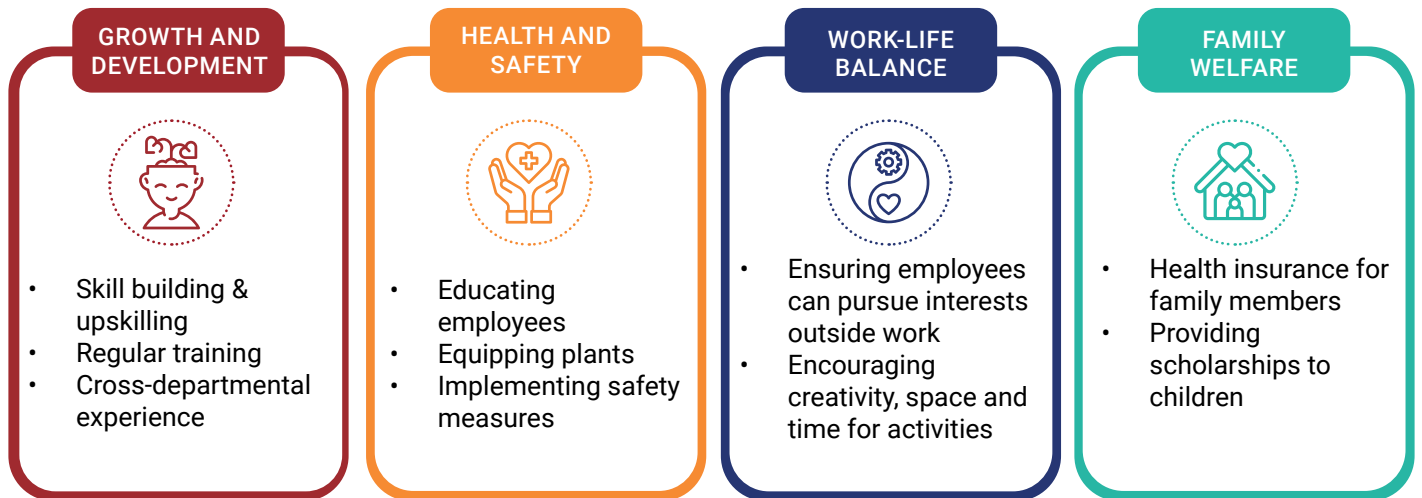 GROWTH AND
DEVELOPMENT
• Skill building &
upskilling
• Regular training
• Cross-departmental
experience
HEALTH AND
SAFETY
• Educating
employees
• Equipping plants
• Implementing safety
measures
WORK-LIFE
BALANCE
• Ensuring employees
can pursue interests
outside work
• Encouraging
creativity, space and
time for activities
FAMILY
WELFARE
• Health insurance for
family members
• Providing
scholarships to
children